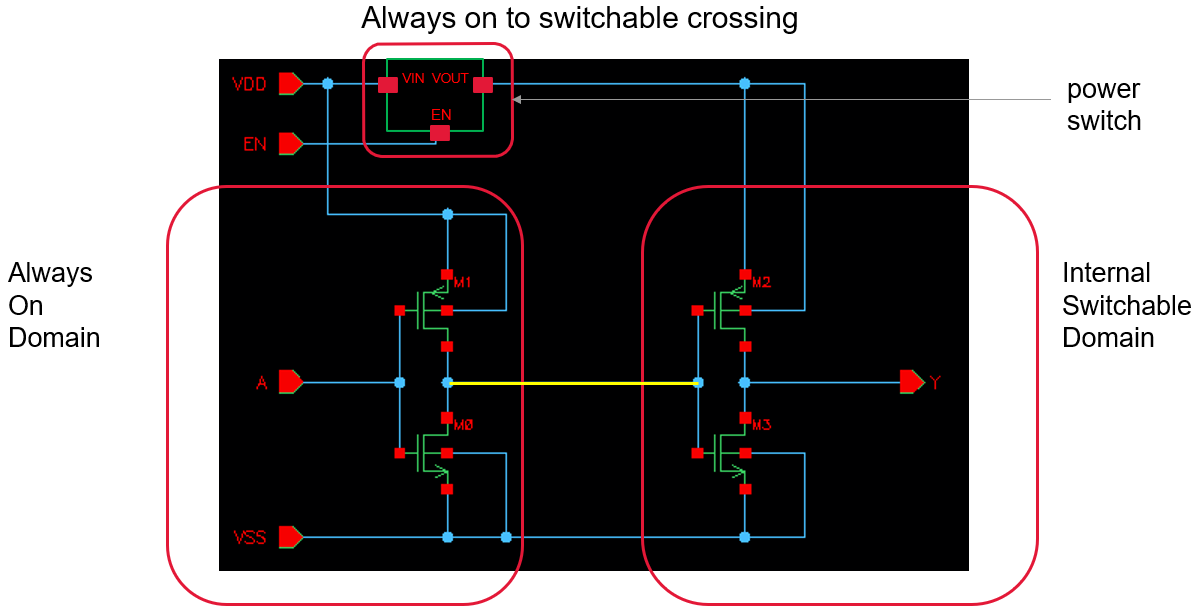 Always on to switchable crossing
VDD
VIN VOUT
power
switch
EN
EN
Always
On
Domain
M1
M2
Internal
Switchable
Domain
A
Y
M0
M3
VSS